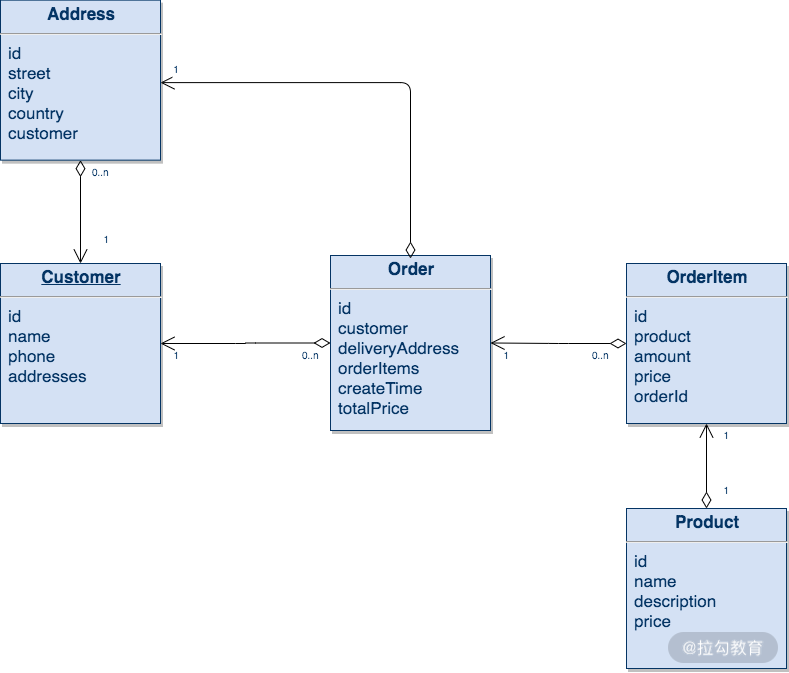 Address
id
street
city
country
customer
1
0..n
1
Customer
id
name
phone
addresses
1
0..n
Order
id
customer
deliveryAddress
orderItems
createTime
totalPrice
1
0..n
OrderItem
id
product
amount
price
orderId
1
1
Product
id
name
description
price
@拉勾教育